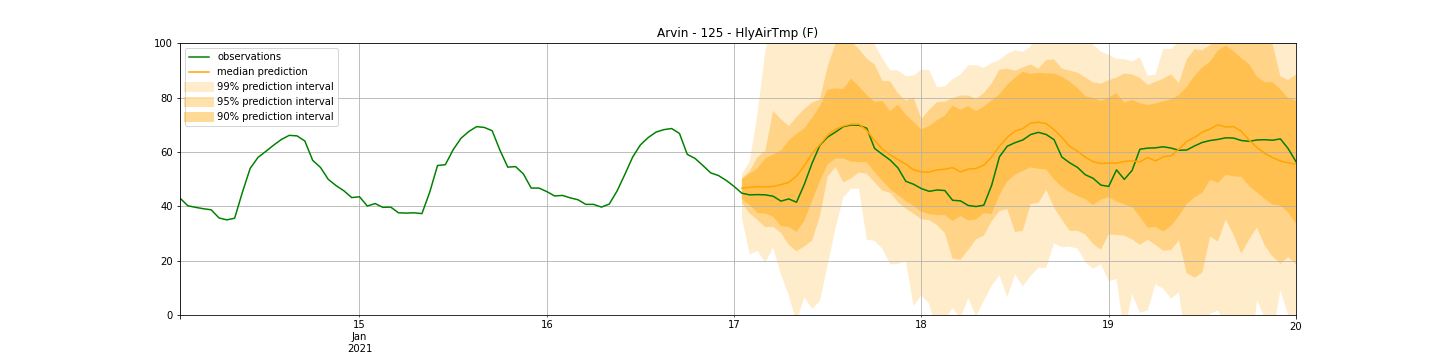 Arvin - 125 - HlyAirTmp (F)
observations
median prediction
99% prediction interval
95% prediction interval
90% prediction interval
100
80
60
40
20
0
15
Jan
2021
16
17
18
19
20